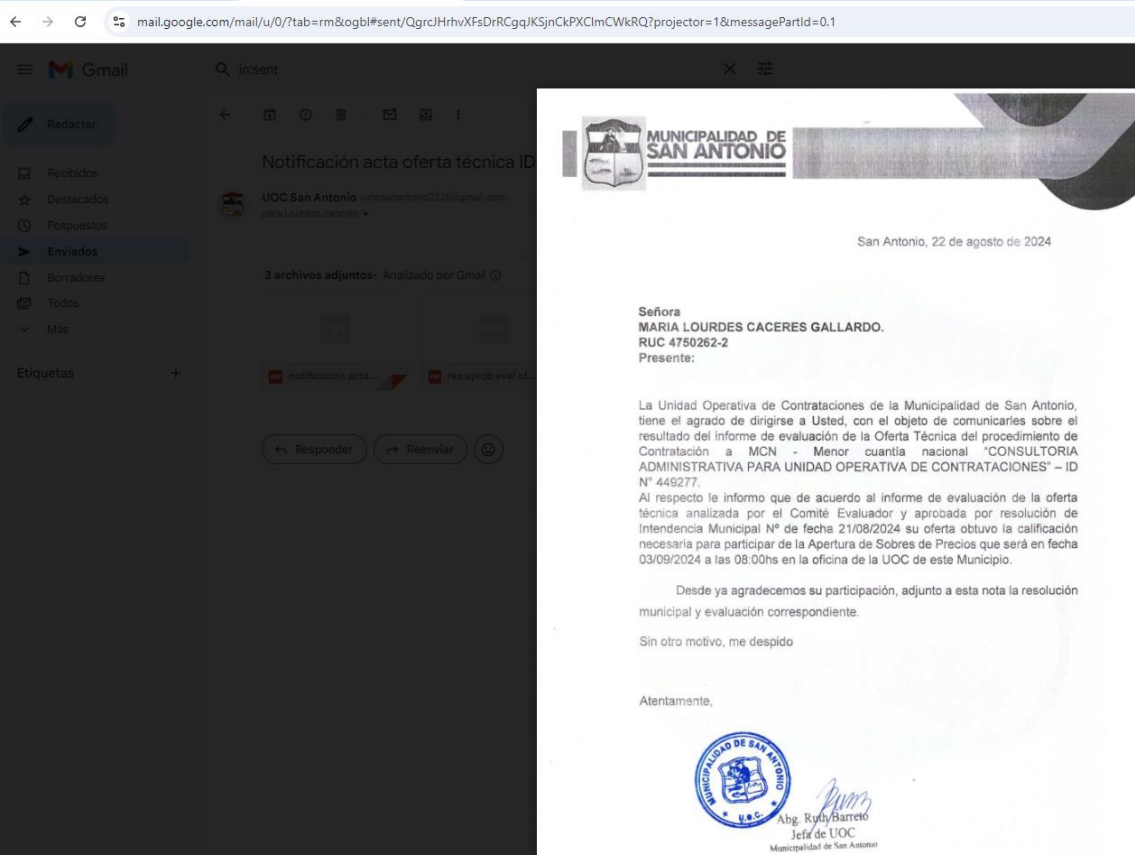 mail.google.com/mail/u/0/?tab=rm&ogbl#sent/QgrcJHrhvXFsDrRCgqJKSjnCkPXClmCWkRQ?projector=1&messagePartId=0.1
Gmail
in:sent
Redactar
Recibidos
Destacados
Pospuestos
Enviados
Borradores
Todos
Más
Etiquetas
Notificación acta oferta técnica ID
UOC San Antonio <uocsanantonio2325@gmail.com>
para Lourdes caceres
3 archivos adjuntos • Analizado por Gmail
notificacion acta ...
res aprob eval of...
Responder
Reenviar
MUNICIPALIDAD DE
SAN ANTONIO
San Antonio, 22 de agosto de 2024
Señora
MARIA LOURDES CACERES GALLARDO.
RUC 4750262-2
Presente:
La Unidad Operativa de Contrataciones de la Municipalidad de San Antonio,
tiene el agrado de dirigirse a Usted, con el objeto de comunicarles sobre el
resultado del informe de evaluación de la Oferta Técnica del procedimiento de
Contratación a MCN - Menor cuantía nacional “CONSULTORIA
ADMINISTRATIVA PARA UNIDAD OPERATIVA DE CONTRATACIONES” – ID
N° 449277.
Al respecto le informo que de acuerdo al informe de evaluación de la oferta
técnica analizada por el Comité Evaluador y aprobada por resolución de
Intendencia Municipal Nº de fecha 21/08/2024 su oferta obtuvo la calificación
necesaria para participar de la Apertura de Sobres de Precios que será en fecha
03/09/2024 a las 08:00hs en la oficina de la UOC de este Municipio.
Desde ya agradecemos su participación, adjunto a esta nota la resolución
municipal y evaluación correspondiente.
Sin otro motivo, me despido
Atentamente,
MUNICIPALIDAD DE SAN ANTONIO
U.O.C.
Abg. Ruth Barreto
Jefa de UOC
Municipalidad de San Antonio